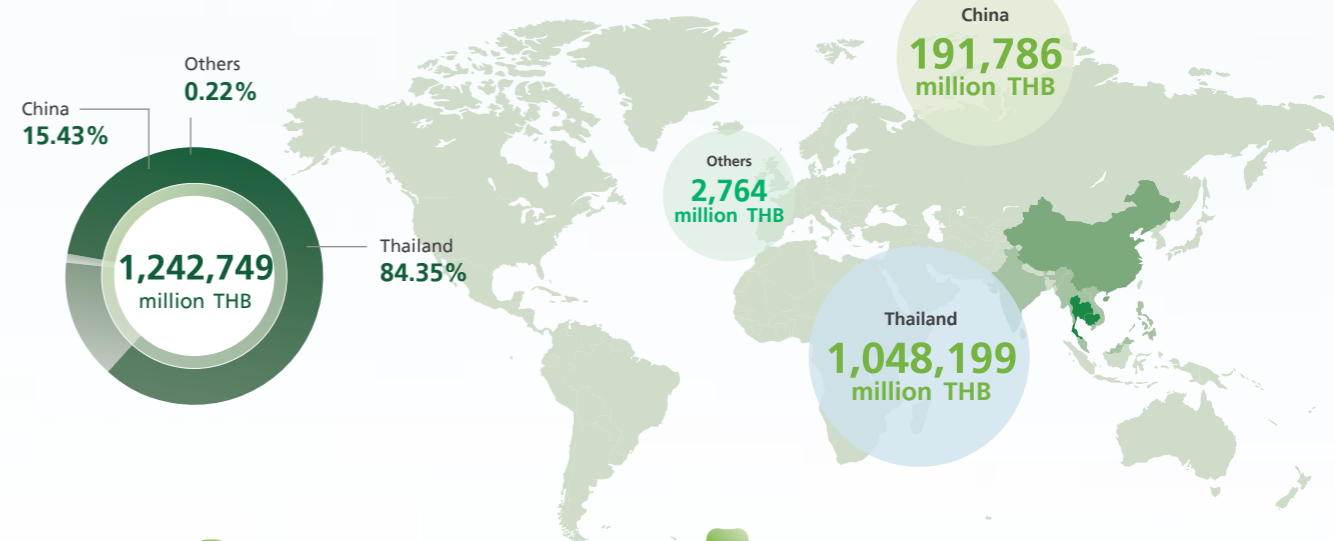 Others
0.22%
China
15.43%
1,242,749
million THB
Thailand
84.35%
China
191,786
million THB
Others
2,764
million THB
Thailand
1,048,199
million THB